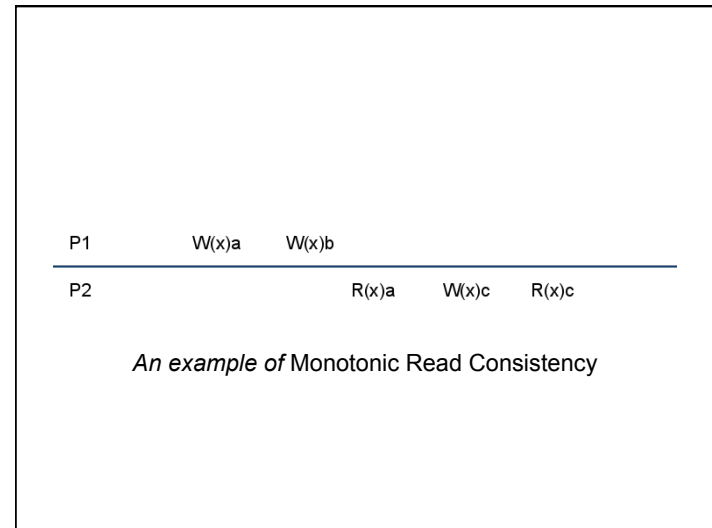 P1 W(x)a W(x)b
P2 R(x)a W(x)c R(x)c
An example of Monotonic Read Consistency